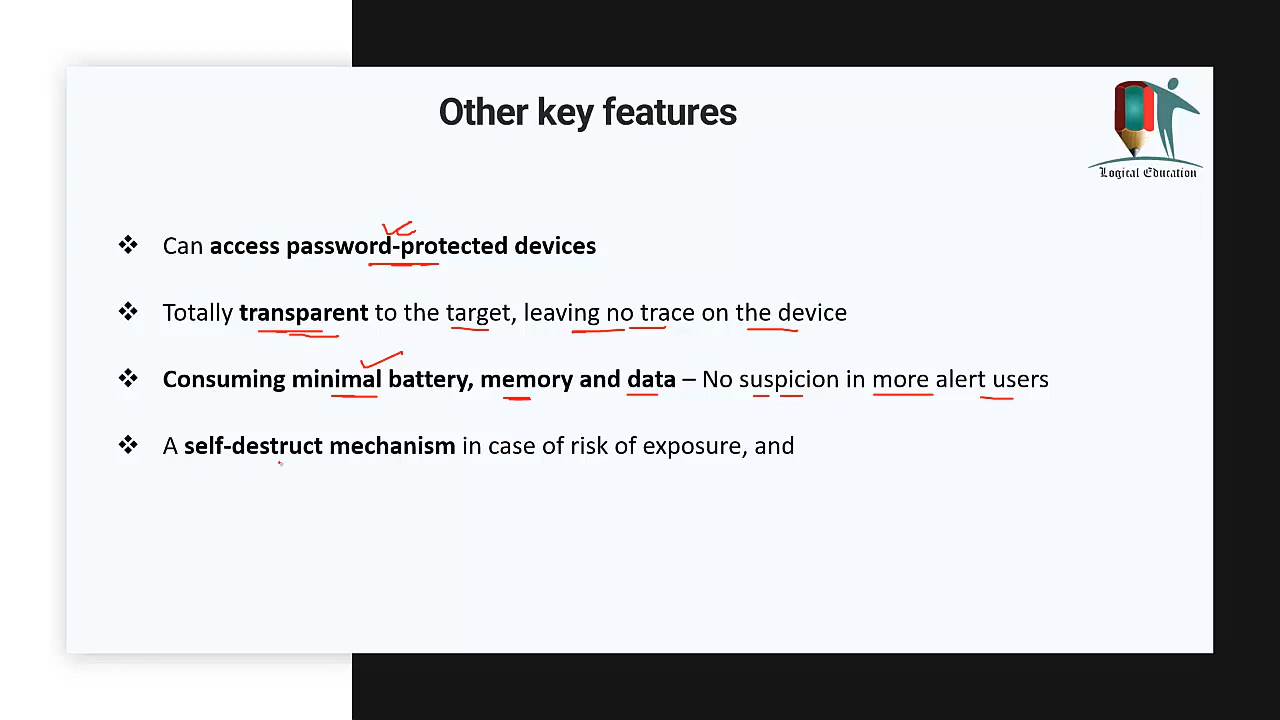 Other key features
Logical Education
❖ Can access password-protected devices
❖ Totally transparent to the target, leaving no trace on the device
❖ Consuming minimal battery, memory and data – No suspicion in more alert users
❖ A self-destruct mechanism in case of risk of exposure, and